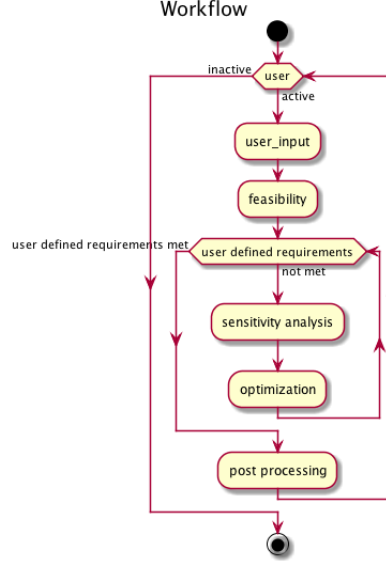 Workflow
inactive
user
active
user_input
feasibility
user defined requirements met
user defined requirements
not met
sensitivity analysis
optimization
post processing